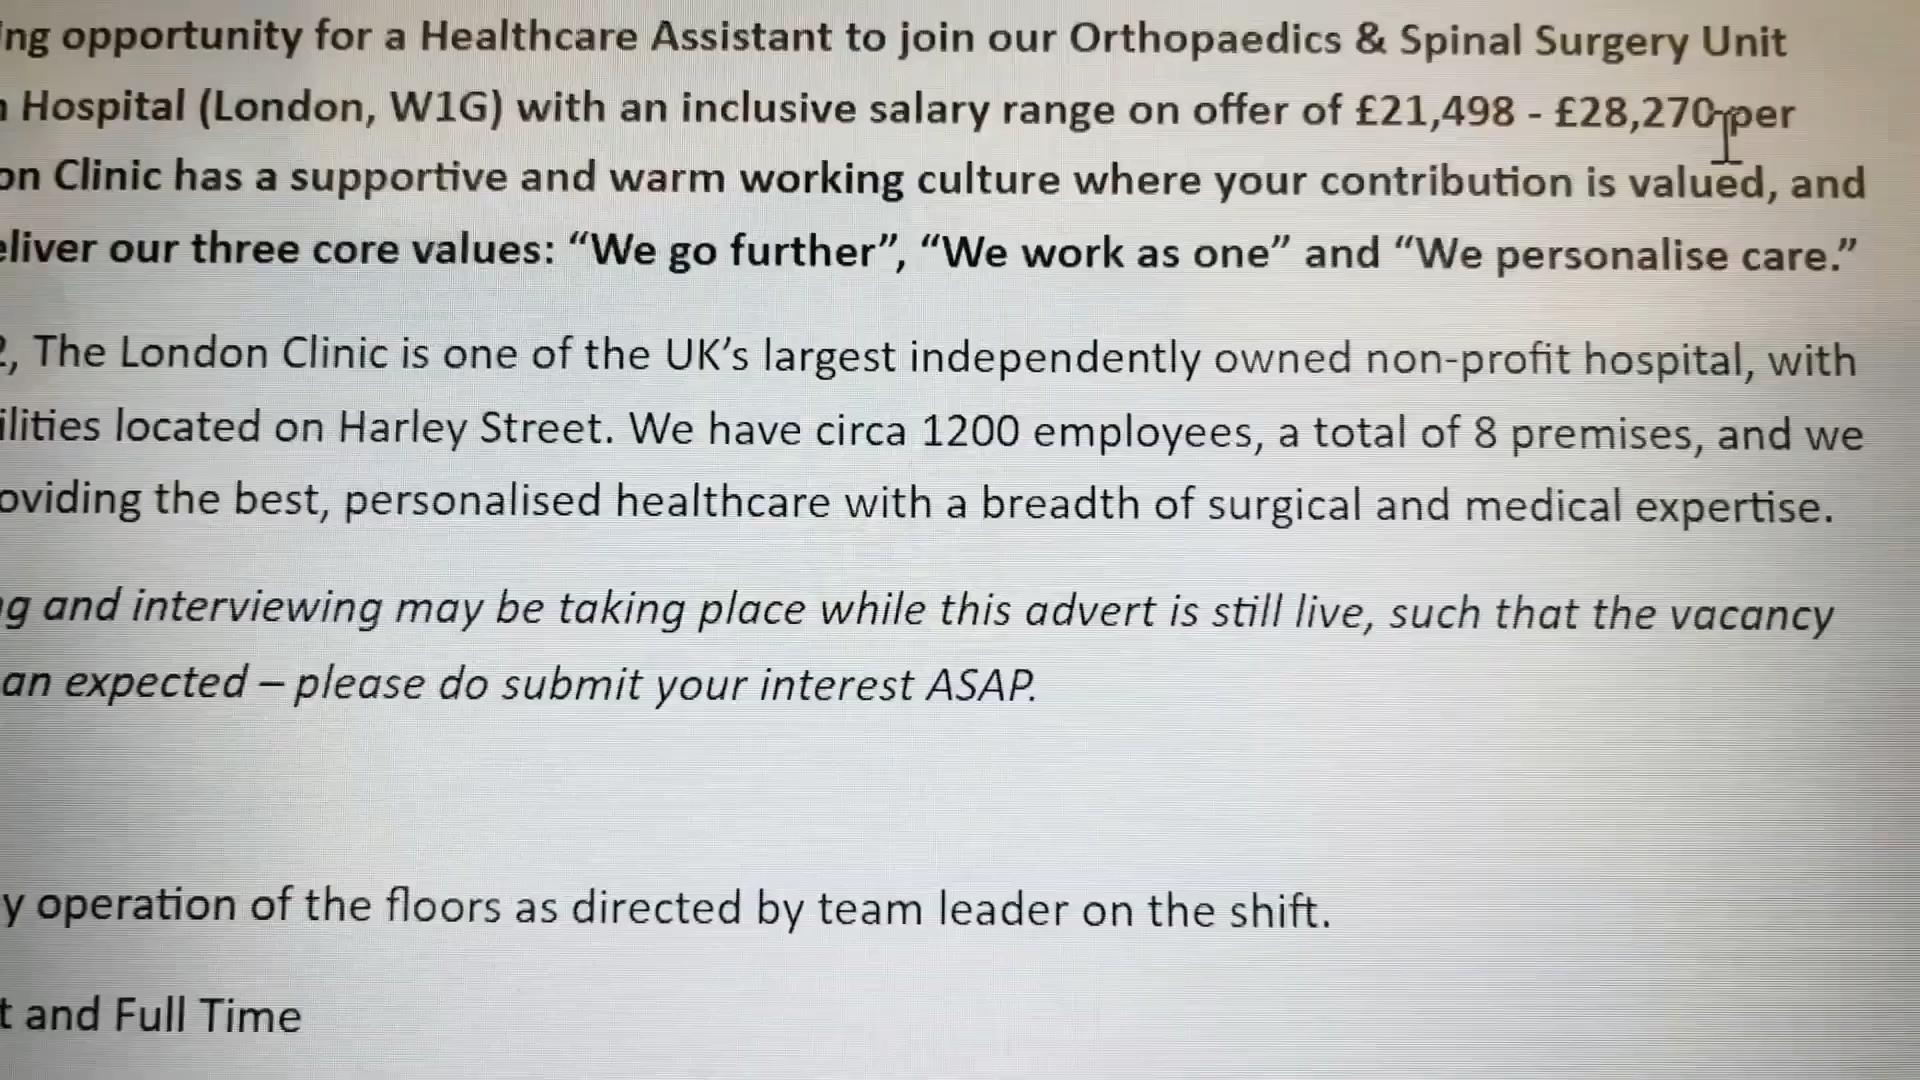 ng opportunity for a Healthcare Assistant to join our Orthopaedics & Spinal Surgery Unit
Hospital (London, W1G) with an inclusive salary range on offer of £21,498 - £28,270 per
on Clinic has a supportive and warm working culture where your contribution is valued, and
eliver our three core values: “We go further”, “We work as one” and “We personalise care.”
, The London Clinic is one of the UK’s largest independently owned non-profit hospital, with
ilities located on Harley Street. We have circa 1200 employees, a total of 8 premises, and we
oviding the best, personalised healthcare with a breadth of surgical and medical expertise.
g and interviewing may be taking place while this advert is still live, such that the vacancy
an expected – please do submit your interest ASAP.
y operation of the floors as directed by team leader on the shift.
t and Full Time